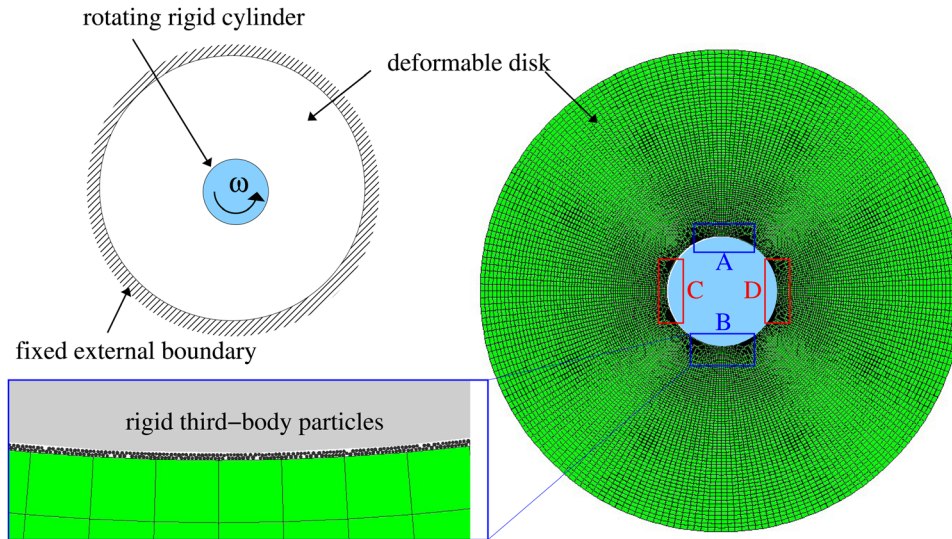 rotating rigid cylinder
deformable disk
ω
A
C
D
B
fixed external boundary
rigid third−body particles